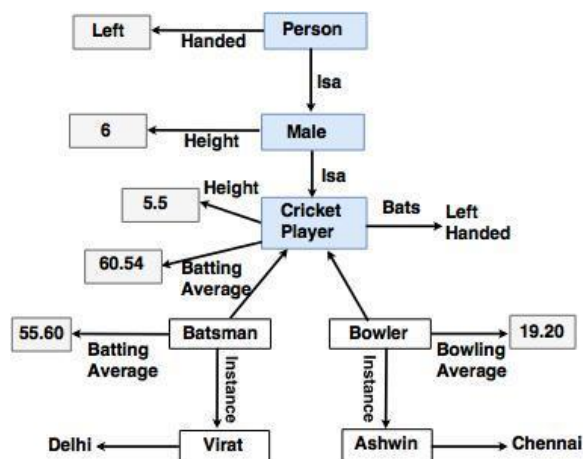 Left
Person
Handed
Isa
6
Male
Height
Isa
Height
5.5
Cricket
Player
Bats
Left
Handed
60.54
Batting
Average
55.60
Batsman
Bowler
19.20
Batting
Average
Instance
Instance
Bowling
Average
Delhi
Virat
Ashwin
Chennai